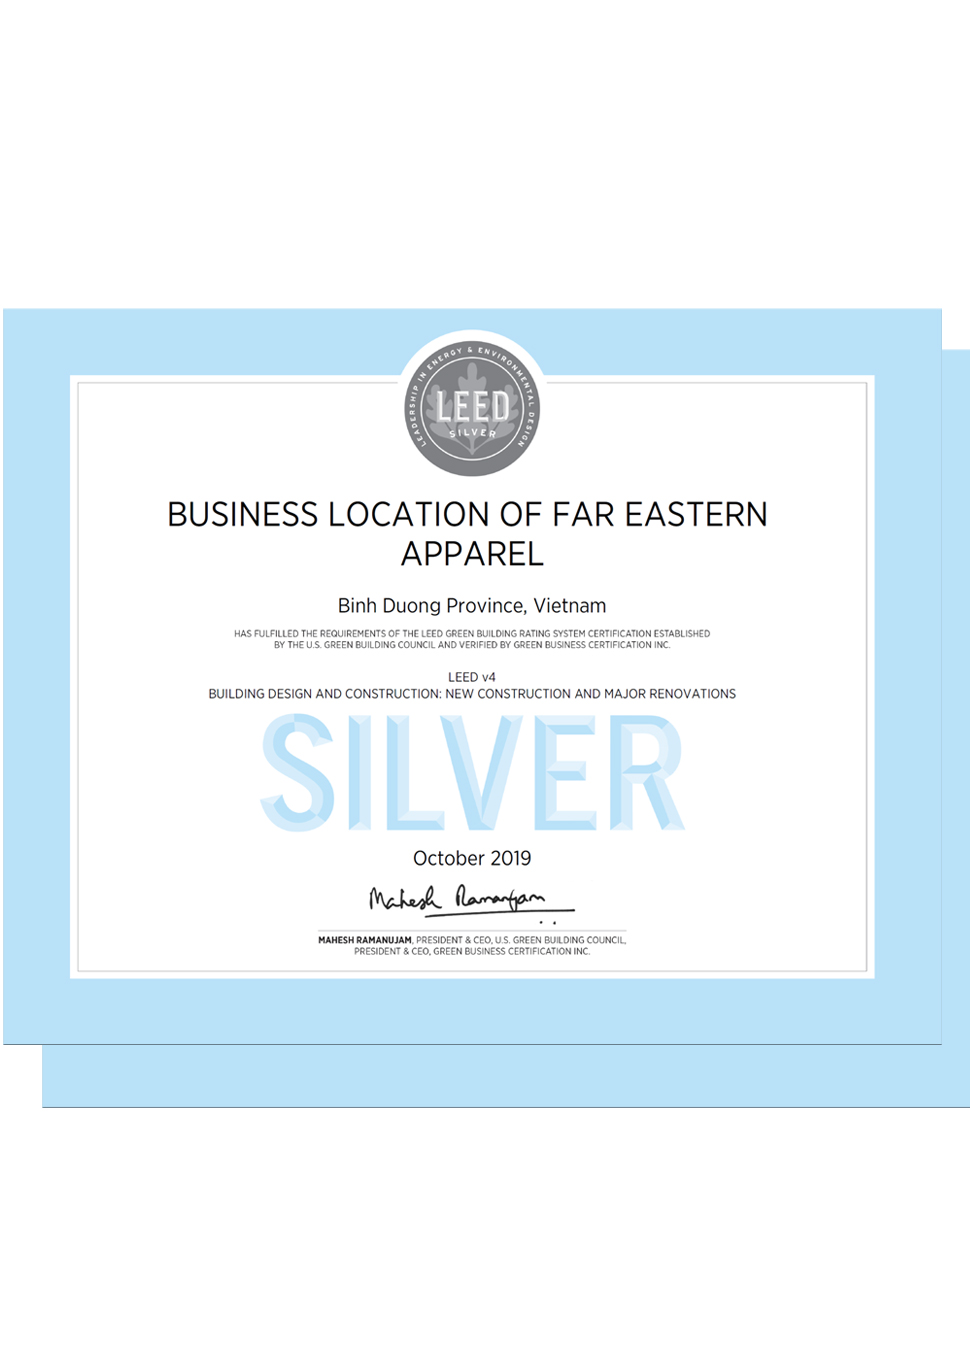 LEADERSHIP IN ENERGY & ENVIRONMENTAL DESIGN
LEED
SILVER
BUSINESS LOCATION OF FAR EASTERN
APPAREL
Binh Duong Province, Vietnam
HAS FULFILLED THE REQUIREMENTS OF THE LEED GREEN BUILDING RATING SYSTEM CERTIFICATION ESTABLISHED
BY THE U.S. GREEN BUILDING COUNCIL AND VERIFIED BY GREEN BUSINESS CERTIFICATION INC.
LEED v4
BUILDING DESIGN AND CONSTRUCTION: NEW CONSTRUCTION AND MAJOR RENOVATIONS
SILVER
October 2019
Mahesh Ramanujam
MAHESH RAMANUJAM, PRESIDENT & CEO, U.S. GREEN BUILDING COUNCIL,
PRESIDENT & CEO, GREEN BUSINESS CERTIFICATION INC.